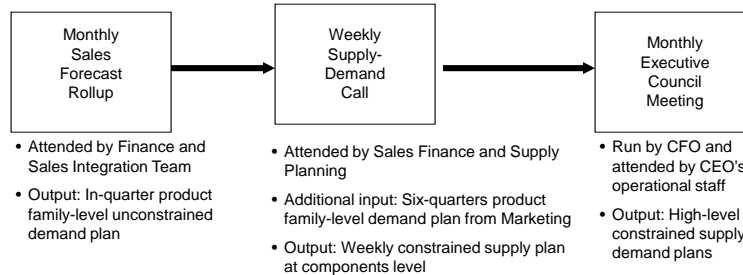 Monthly
Sales
Forecast
Rollup
Weekly
Supply-
Demand
Call
Monthly
Executive
Council
Meeting
• Attended by Finance and
Sales Integration Team
• Output: In-quarter product
family-level unconstrained
demand plan
• Attended by Sales Finance and Supply
Planning
• Additional input: Six-quarters product
family-level demand plan from Marketing
• Output: Weekly constrained supply plan
at components level
• Run by CFO and
attended by CEO's
operational staff
• Output: High-level
constrained supply
demand plans